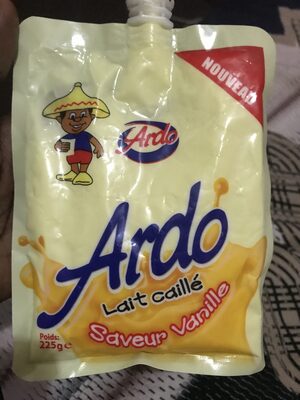 NOUVEAU
Ardo
Ardo
Lait caillé
Saveur Vanille
Poids:
225g e